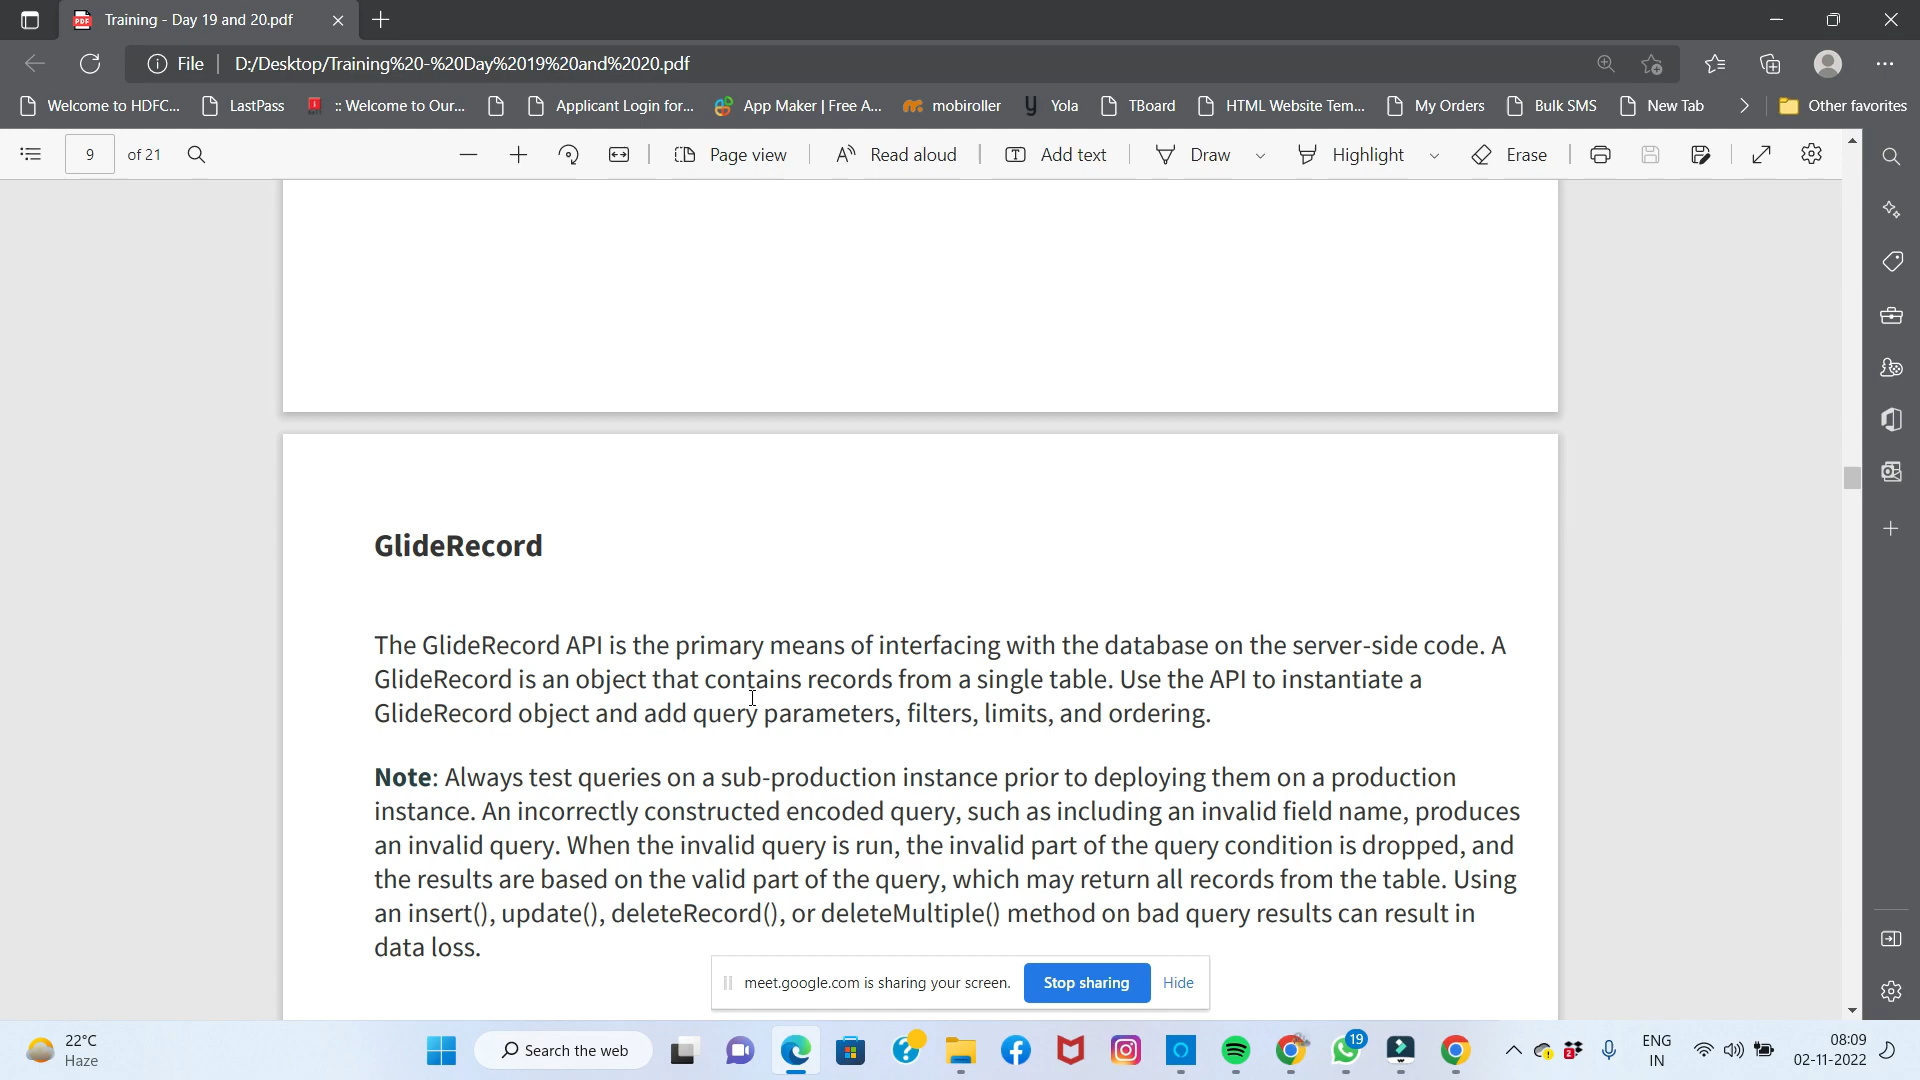 Training - Day 19 and 20.pdf
File
D:/Desktop/Training%20-%20Day%2019%20and%2020.pdf
Welcome to HDFC...
LastPass
:: Welcome to Our...
Applicant Login for...
App Maker | Free A...
mobiroller
Yola
TBoard
HTML Website Tem...
My Orders
Bulk SMS
New Tab
Other favorites
9 of 21
Page view
Read aloud
Add text
Draw
Highlight
Erase
GlideRecord
The GlideRecord API is the primary means of interfacing with the database on the server-side code. A
GlideRecord is an object that contains records from a single table. Use the API to instantiate a
GlideRecord object and add query parameters, filters, limits, and ordering.
Note: Always test queries on a sub-production instance prior to deploying them on a production
instance. An incorrectly constructed encoded query, such as including an invalid field name, produces
an invalid query. When the invalid query is run, the invalid part of the query condition is dropped, and
the results are based on the valid part of the query, which may return all records from the table. Using
an insert(), update(), deleteRecord(), or deleteMultiple() method on bad query results can result in
data loss.
meet.google.com is sharing your screen.
Stop sharing
Hide
22°C
Haze
Search the web
19
ENG
IN
08:09
02-11-2022